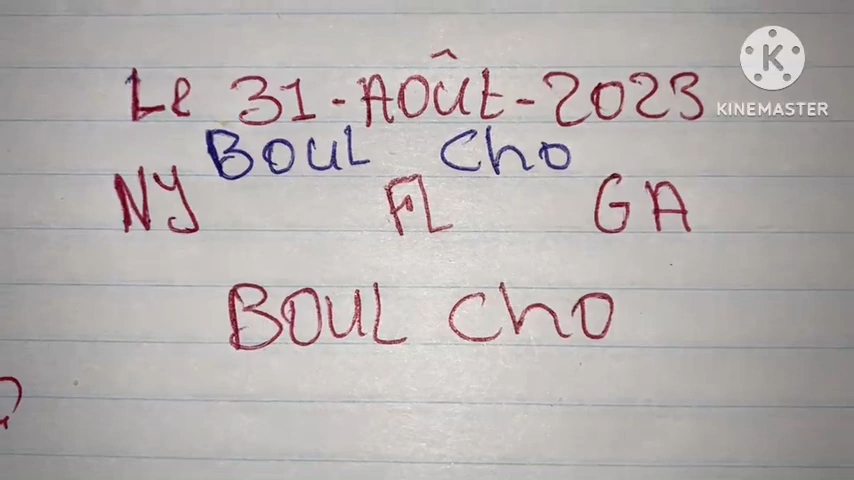 Le 31-AOÛt-2023
KINEMASTER
BOUL Cho
NY FL GA
BOUL Cho